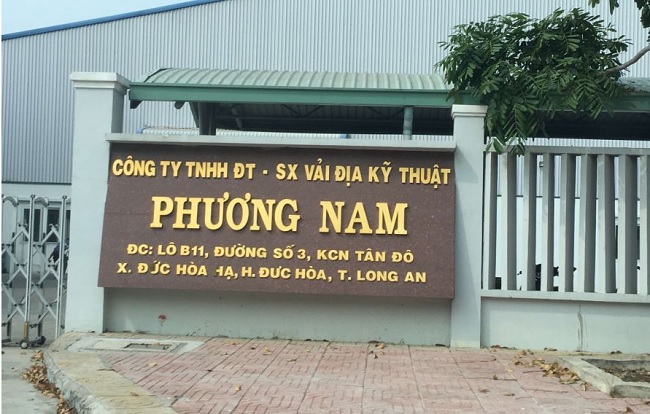 CÔNG TY TNHH ĐT - SX VẢI ĐỊA KỸ THUẬT
PHƯƠNG NAM
ĐC: LÔ B11, ĐƯỜNG SỐ 3, KCN TÂN ĐÔ
X. ĐỨC HÒA HẠ, H. ĐỨC HÒA, T. LONG AN